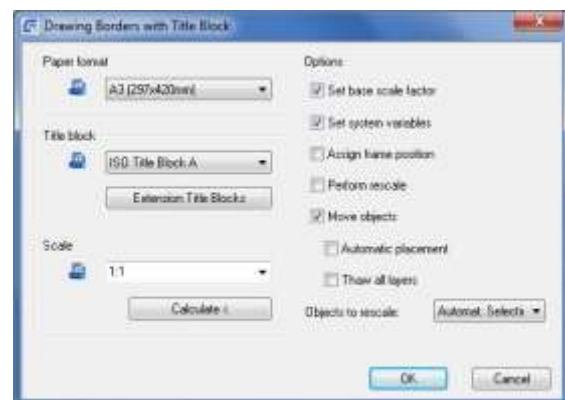 Drawing Borders with Title Block
Paper format
A3 (297x420mm)
Title block
ISO Title Block A
Extension Title Blocks
Scale
1:1
Calculate <
Options
Set base scale factor
Set system variables
Assign frame position
Perform rescale
Move objects
Automatic placement
Thaw all layers
Objects to rescale:
Automat. Selectio
OK
Cancel